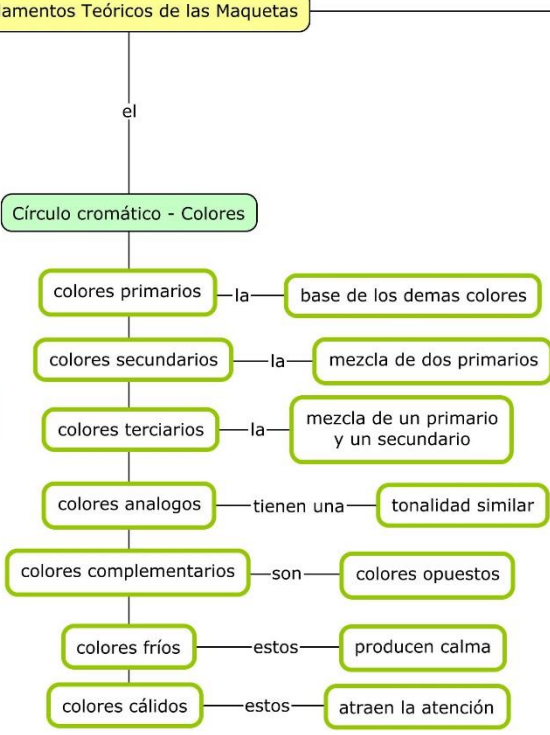 lamentos Teóricos de las Maquetas
el
Círculo cromático - Colores
colores primarios la base de los demas colores
colores secundarios la mezcla de dos primarios
colores terciarios la mezcla de un primario
y un secundario
colores analogos tienen una tonalidad similar
colores complementarios son colores opuestos
colores fríos estos producen calma
colores cálidos estos atraen la atención